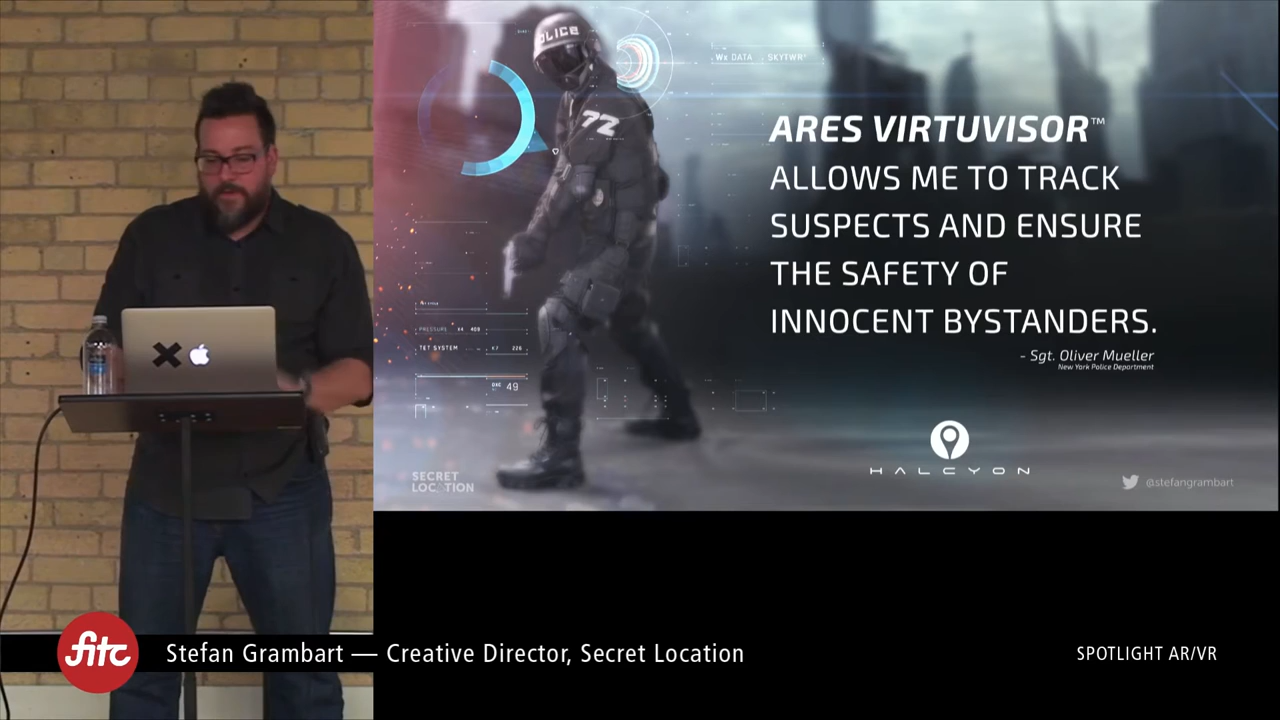 POLICE
72
Wx DATA
SKYTWR
ARES VIRTUVISOR™
ALLOWS ME TO TRACK
SUSPECTS AND ENSURE
THE SAFETY OF
INNOCENT BYSTANDERS.
- Sgt. Oliver Mueller
New York Police Department
PRESSURE
TET SYSTEM
K7 226
49
HALCYON
SECRET
LOCATION
@stefangrambart
fitc
Stefan Grambart — Creative Director, Secret Location
SPOTLIGHT AR/VR